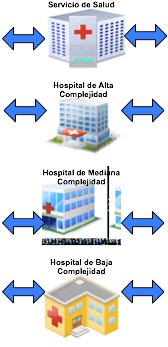 Servicio de Salud
Hospital de Alta
Complejidad
Hospital de Mediana
Complejidad
Hospital de Baja
Complejidad